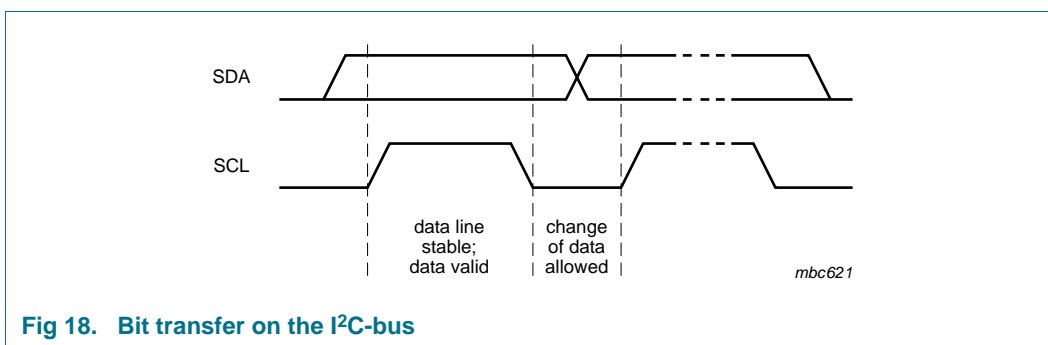 SDA
SCL
data line
stable;
data valid
change
of data
allowed
mbc621
Fig 18. Bit transfer on the I²C-bus